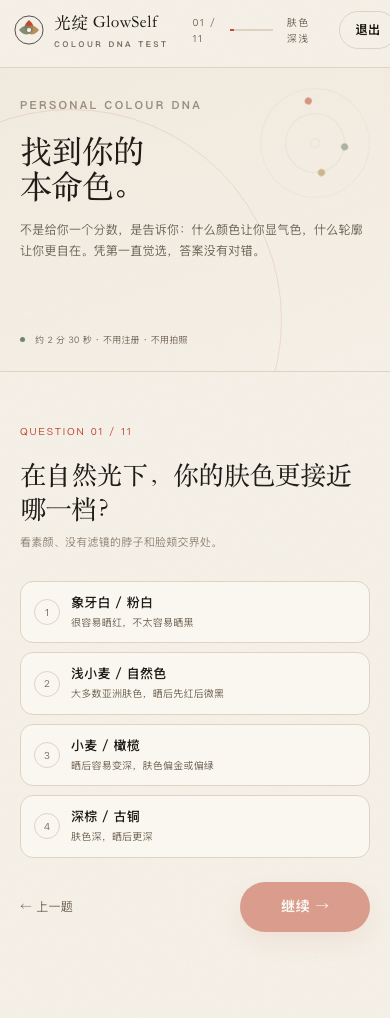 光绽 GlowSelf
COLOUR DNA TEST
01 /
11
肤色
深浅
退出
PERSONAL COLOUR DNA
找到你的
本命色。
不是给你一个分数，是告诉你：什么颜色让你显气色，什么轮廓
让你更自在。凭第一直觉选，答案没有对错。
约 2 分 30 秒 · 不用注册 · 不用拍照
QUESTION 01 / 11
在自然光下，你的肤色更接近
哪一档？
看素颜、没有滤镜的脖子和脸颊交界处。
1
象牙白 / 粉白
很容易晒红，不太容易晒黑
2
浅小麦 / 自然色
大多数亚洲肤色，晒后先红后微黑
3
小麦 / 橄榄
晒后容易变深，肤色偏金或偏绿
4
深棕 / 古铜
肤色深，晒后更深
← 上一题
继续 →